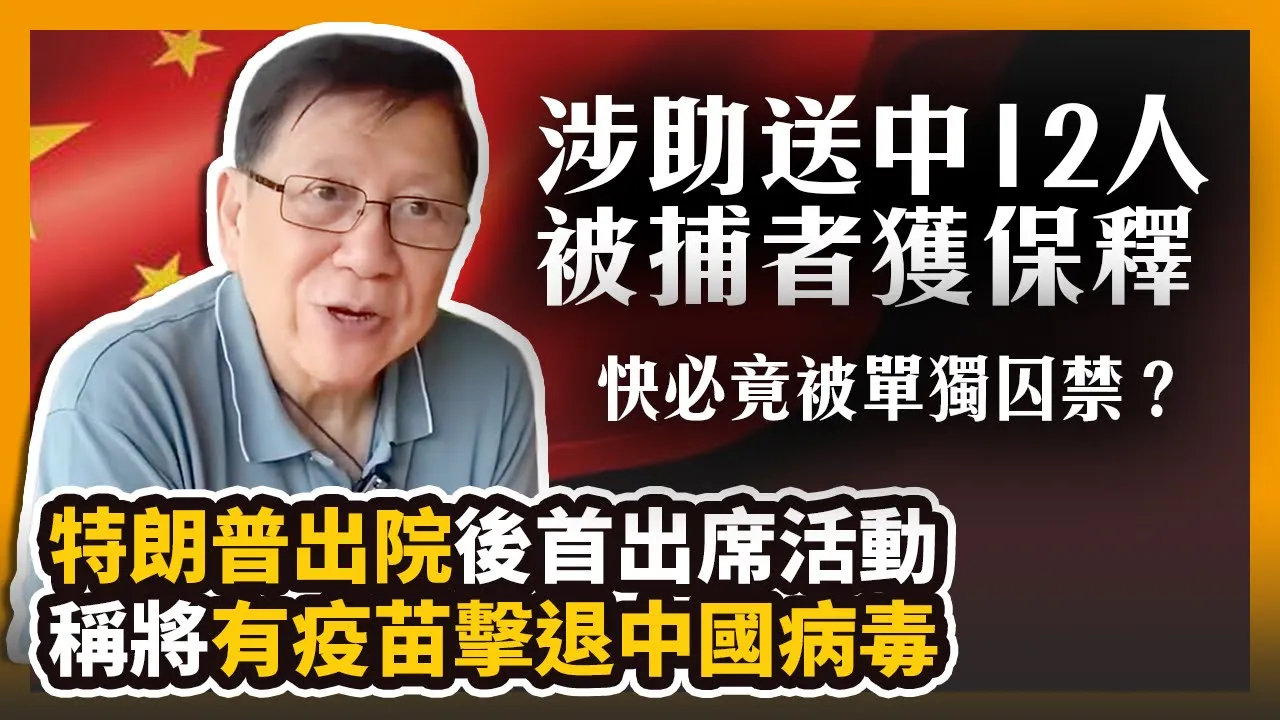 涉助送中12人
被捕者獲保釋
快必竟被單獨囚禁？
特朗普出院後首出席活動
稱將有疫苗擊退中國病毒